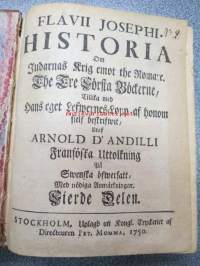 FLAVII JOSEPHI
HISTORIA
Om
Judarnas Krig emot the Romare.
The Tre Första Böckerne,
Tillika med
Hans eget Lefwernes-Lopp, af honom
sjelf beskrifwit,
Utur
ARNOLD D'ANDILLI
Fransöska Uttolkning
På
Swenska öfwersatt,
Med nödiga Anmärkningar.
Fierde Delen.
STOCKHOLM, Uplagd uti Kongl. Tryckeriet af
Directeuren PET. MOMMA, 1750.